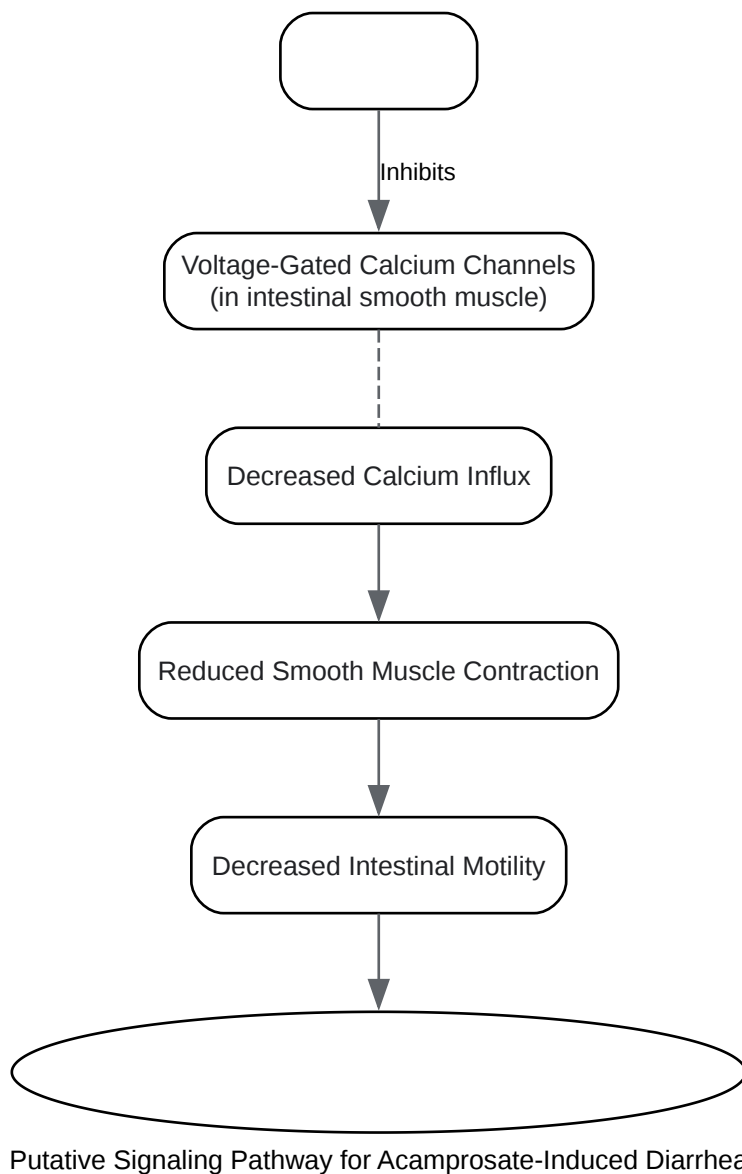 Inhibits
Voltage-Gated Calcium Channels
(in intestinal smooth muscle)
Decreased Calcium Influx
Reduced Smooth Muscle Contraction
Decreased Intestinal Motility
Putative Signaling Pathway for Acamprosate-Induced Diarrhea